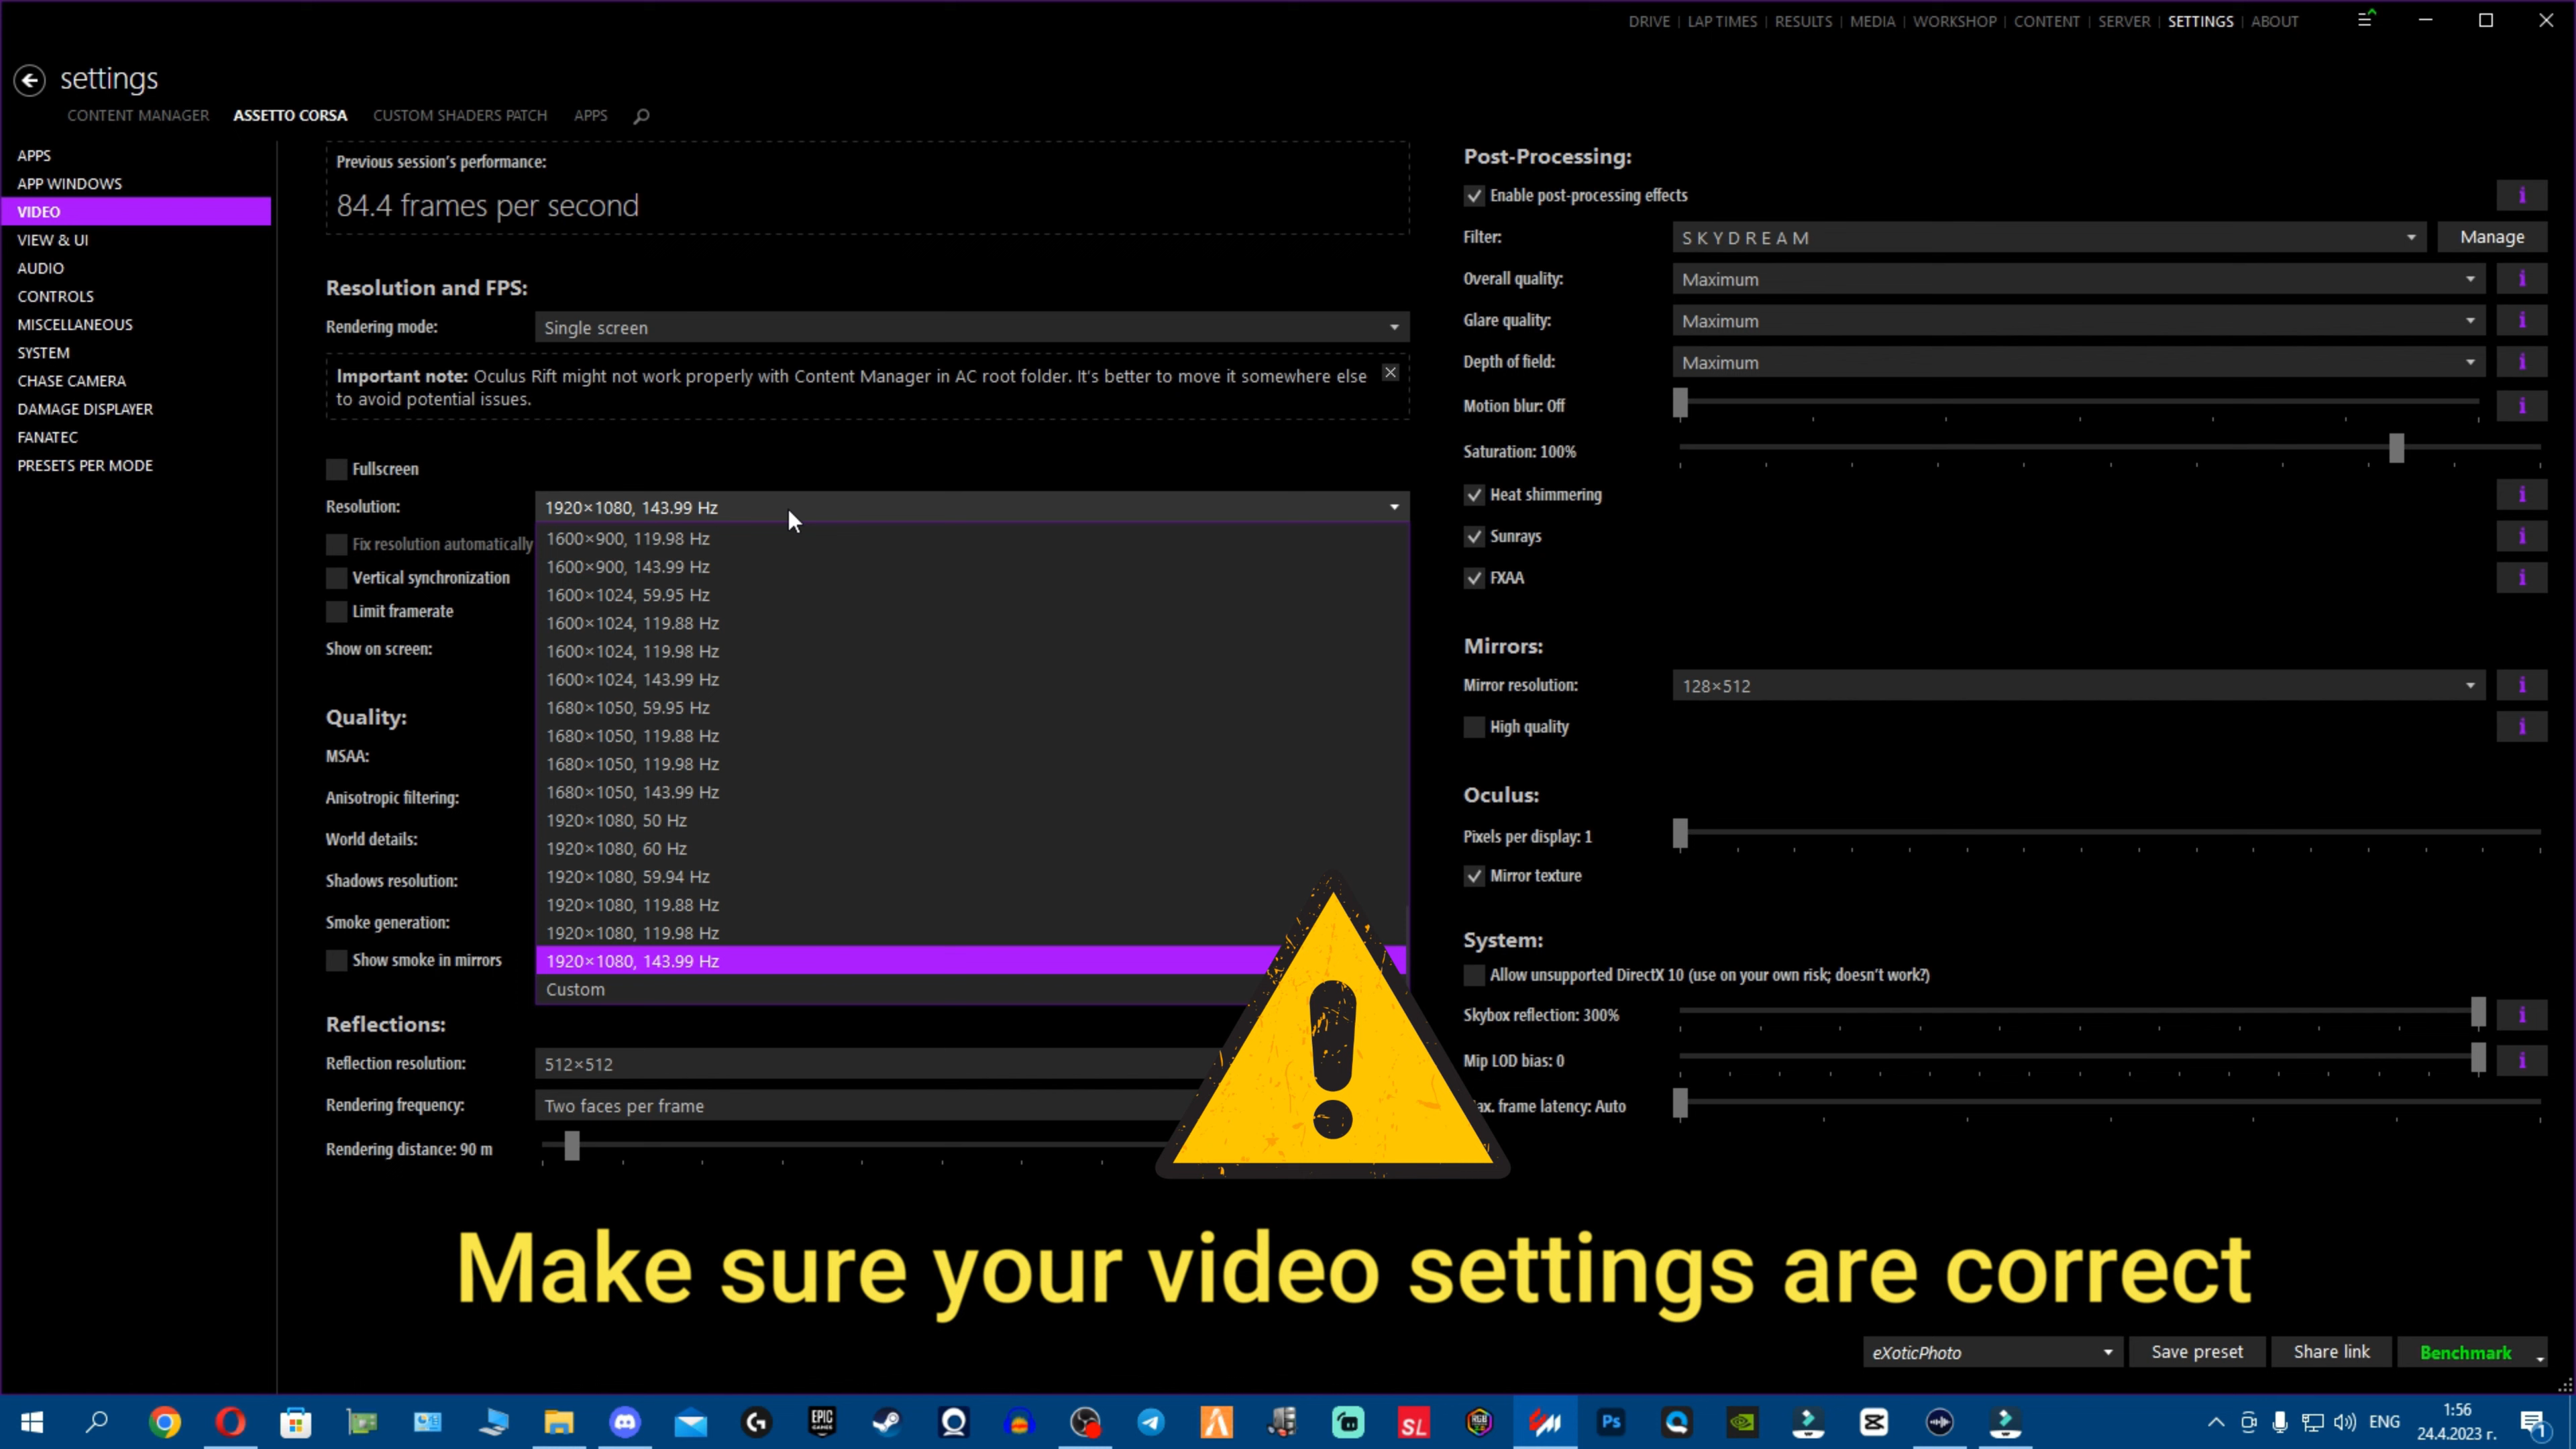 DRIVE | LAP TIMES | RESULTS | MEDIA | WORKSHOP | CONTENT | SERVER | SETTINGS | ABOUT
settings
CONTENT MANAGER ASSETTO CORSA CUSTOM SHADERS PATCH APPS
APPS
APP WINDOWS
VIDEO
VIEW & UI
AUDIO
CONTROLS
MISCELLANEOUS
SYSTEM
CHASE CAMERA
DAMAGE DISPLAYER
FANATEC
PRESETS PER MODE
Previous session's performance:
84.4 frames per second
Resolution and FPS:
Rendering mode: Single screen
Important note: Oculus Rift might not work properly with Content Manager in AC root folder. It's better to move it somewhere else
to avoid potential issues.
Fullscreen
Resolution: 1920×1080, 143.99 Hz
Fix resolution automatically
Vertical synchronization
Limit framerate
Show on screen:
1600×900, 119.98 Hz
1600×900, 143.99 Hz
1600×1024, 59.95 Hz
1600×1024, 119.88 Hz
1600×1024, 119.98 Hz
1600×1024, 143.99 Hz
1680×1050, 59.95 Hz
1680×1050, 119.88 Hz
1680×1050, 119.98 Hz
1680×1050, 143.99 Hz
1920×1080, 50 Hz
1920×1080, 60 Hz
1920×1080, 59.94 Hz
1920×1080, 119.88 Hz
1920×1080, 119.98 Hz
1920×1080, 143.99 Hz
Custom
Quality:
MSAA:
Anisotropic filtering:
World details:
Shadows resolution:
Smoke generation:
Show smoke in mirrors
Reflections:
Reflection resolution: 512×512
Rendering frequency: Two faces per frame
Rendering distance: 90 m
Post-Processing:
Enable post-processing effects
Filter: S K Y D R E A M Manage
Overall quality: Maximum
Glare quality: Maximum
Depth of field: Maximum
Motion blur: Off
Saturation: 100%
Heat shimmering
Sunrays
FXAA
Mirrors:
Mirror resolution: 128×512
High quality
Oculus:
Pixels per display: 1
Mirror texture
System:
Allow unsupported DirectX 10 (use on your own risk; doesn't work?)
Skybox reflection: 300%
Mip LOD bias: 0
ax. frame latency: Auto
Make sure your video settings are correct
eXoticPhoto Save preset Share link Benchmark
EPIC GAMES
SL
Ps
ENG
1:56
24.4.2023 г.
1